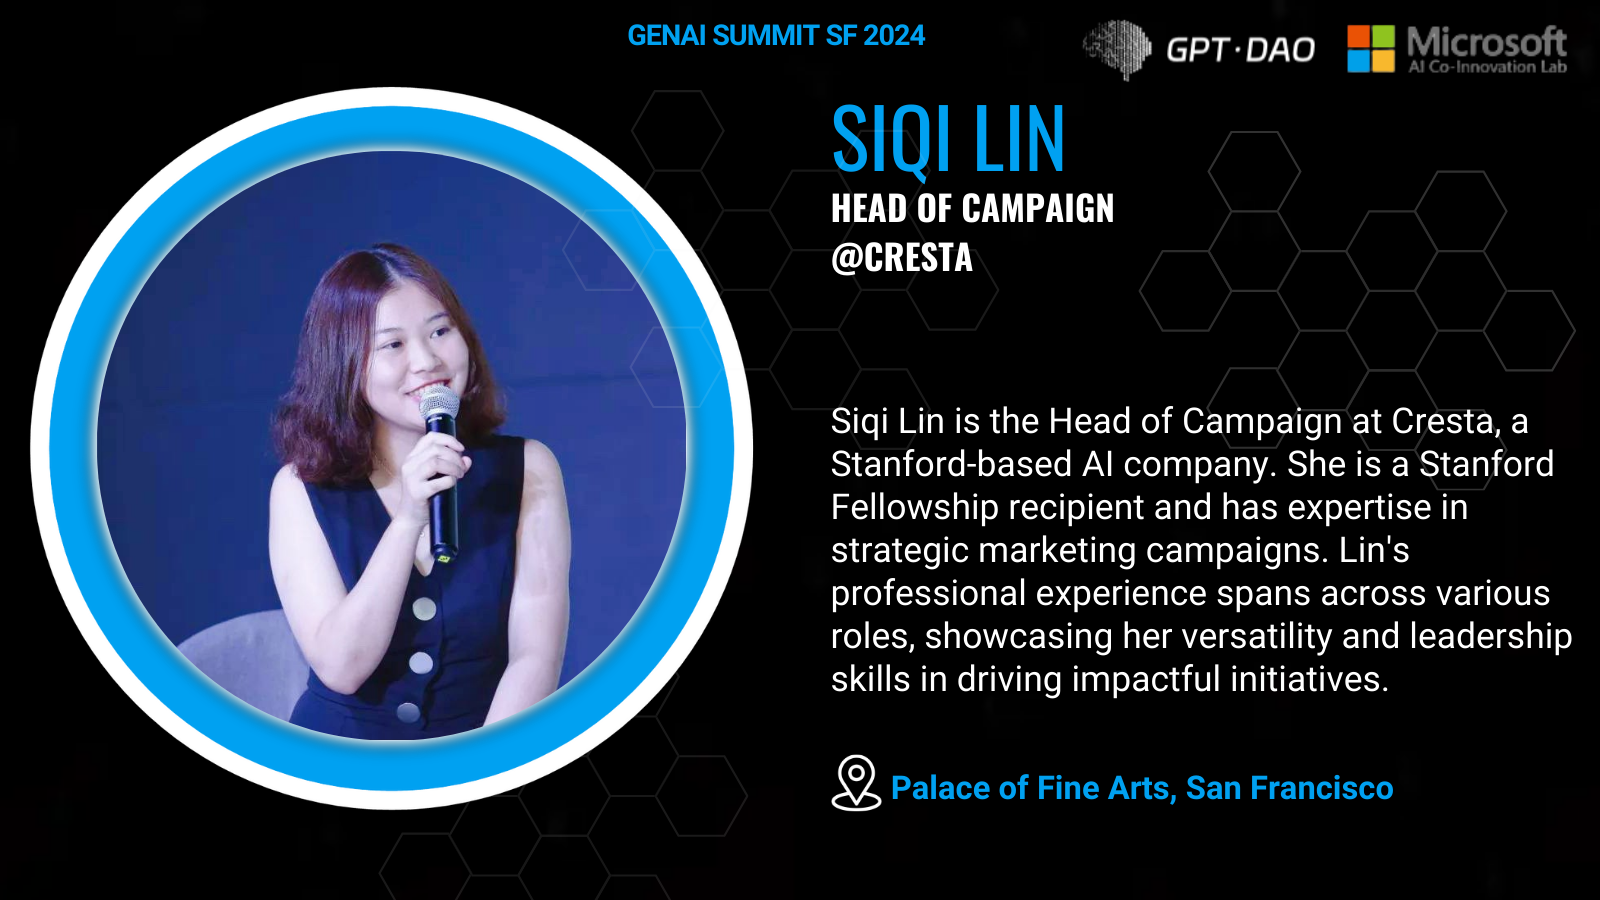 GENAI SUMMIT SF 2024
GPT·DAO
Microsoft
AI Co-Innovation Lab
SIQI LIN
HEAD OF CAMPAIGN
@CRESTA
Siqi Lin is the Head of Campaign at Cresta, a
Stanford-based AI company. She is a Stanford
Fellowship recipient and has expertise in
strategic marketing campaigns. Lin's
professional experience spans across various
roles, showcasing her versatility and leadership
skills in driving impactful initiatives.
Palace of Fine Arts, San Francisco